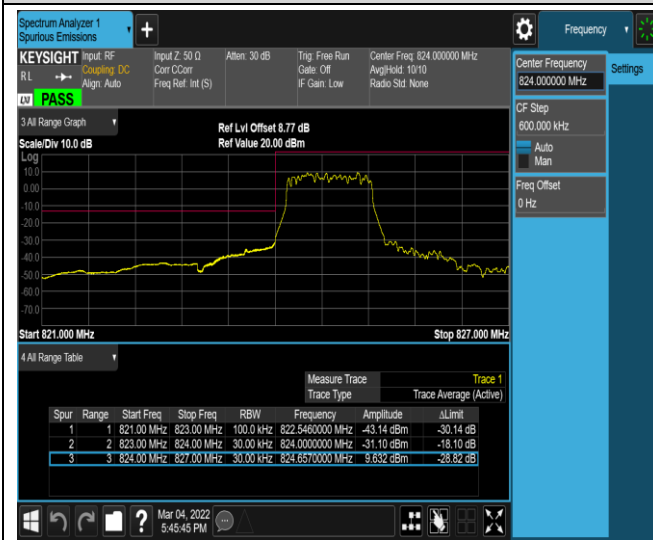 Spectrum Analyzer 1
Spurious Emissions
+
Frequency
KEYSIGHT
RL
LXI PASS
Input: RF
Coupling: DC
Align: Auto
Input Z: 50 Ω
Corr CCorr
Freq Ref: Int (S)
Atten: 30 dB
Trig: Free Run
Gate: Off
IF Gain: Low
Center Freq: 824.000000 MHz
Avg|Hold: 10/10
Radio Std: None
Center Frequency
824.000000 MHz
Settings
CF Step
600.000 kHz
Auto
Man
Freq Offset
0 Hz
3 All Range Graph
Scale/Div 10.0 dB
Ref Lvl Offset 8.77 dB
Ref Value 20.00 dBm
Log
10.0
0.00
-10.0
-20.0
-30.0
-40.0
-50.0
-60.0
-70.0
Start 821.000 MHz
Stop 827.000 MHz
4 All Range Table
Measure Trace Trace 1
Trace Type Trace Average (Active)
Spur Range Start Freq Stop Freq RBW Frequency Amplitude ΔLimit
1 1 821.00 MHz 823.00 MHz 100.0 kHz 822.5460000 MHz -43.14 dBm -30.14 dB
2 2 823.00 MHz 824.00 MHz 30.00 kHz 824.0000000 MHz -31.10 dBm -18.10 dB
3 3 824.00 MHz 827.00 MHz 30.00 kHz 824.6570000 MHz 9.632 dBm -28.82 dB
?
Mar 04, 2022
5:45:45 PM